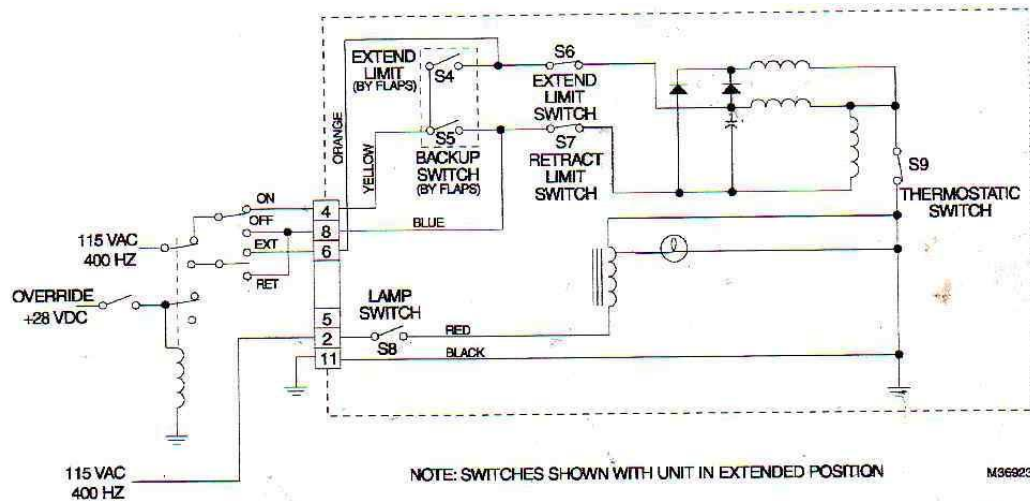 EXTEND
LIMIT
(BY FLAPS)
S4
S6
EXTEND
LIMIT
SWITCH
S5
BACKUP
SWITCH
(BY FLAPS)
S7
RETRACT
LIMIT
SWITCH
S9
THERMOSTATIC
SWITCH
ORANGE
YELLOW
ON
OFF
EXT
RET
4
8
6
5
2
11
BLUE
115 VAC
400 HZ
OVERRIDE
+28 VDC
LAMP
SWITCH
S8
RED
BLACK
115 VAC
400 HZ
NOTE: SWITCHES SHOWN WITH UNIT IN EXTENDED POSITION
M36923